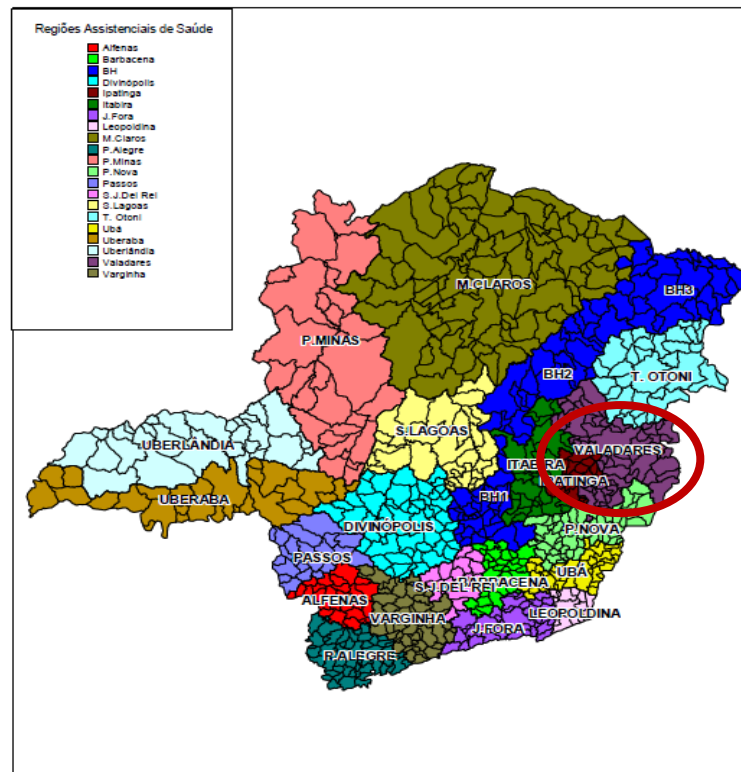 Regiões Assistenciais de Saúde
Alfenas
Barbacena
BH
Divinópolis
Ipatinga
Itabira
J.Fora
Leopoldina
M.Claros
P.Alegre
P.Minas
P.Nova
Passos
S.J.Del Rei
S.Lagoas
T. Otoni
Ubá
Uberaba
Uberlândia
Valadares
Varginha
M.CLAROS
BH3
P.MINAS
BH2
T. OTONI
S.LAGOAS
UBERLÂNDIA
VALADARES
ITABIRA
IPATINGA
UBERABA
BH1
DIVINÓPOLIS
P.NOVA
PASSOS
UBÁ
BARBACENA
S.J.DEL REI
ALFENAS
LEOPOLDINA
VARGINHA
J.FORA
P.ALEGRE